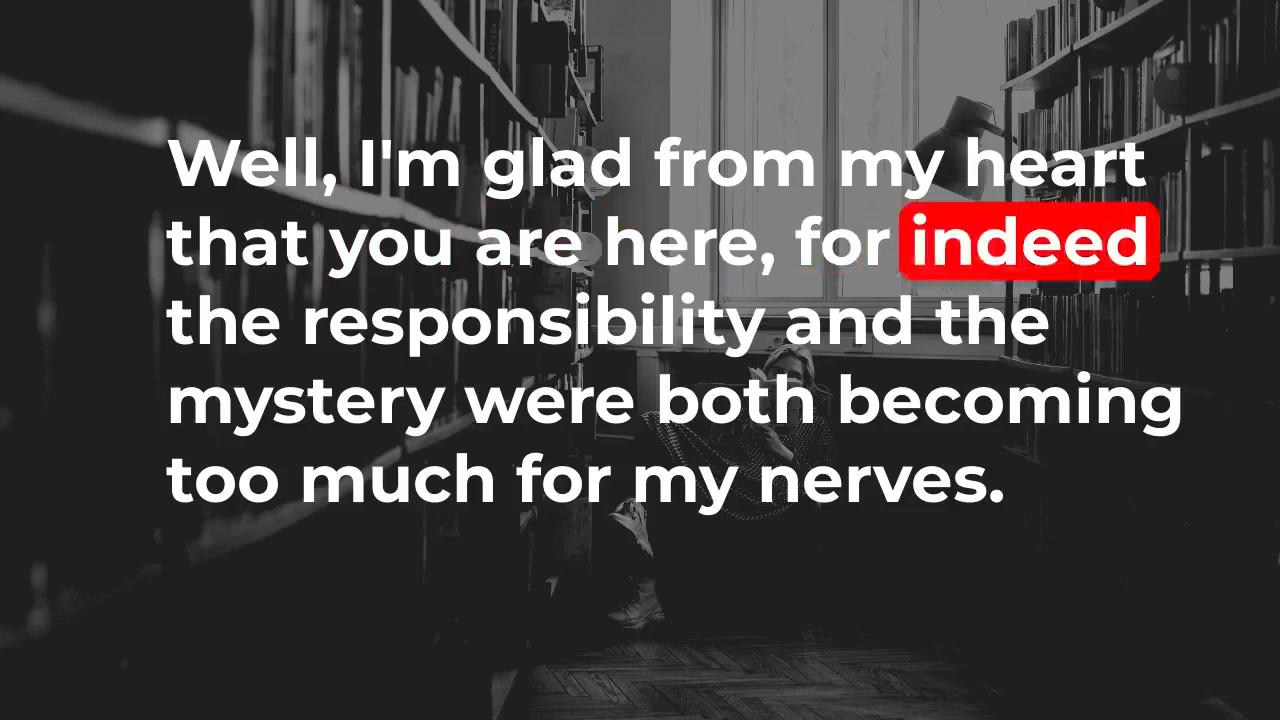 Well, I'm glad from my heart
that you are here, for indeed
the responsibility and the
mystery were both becoming
too much for my nerves.